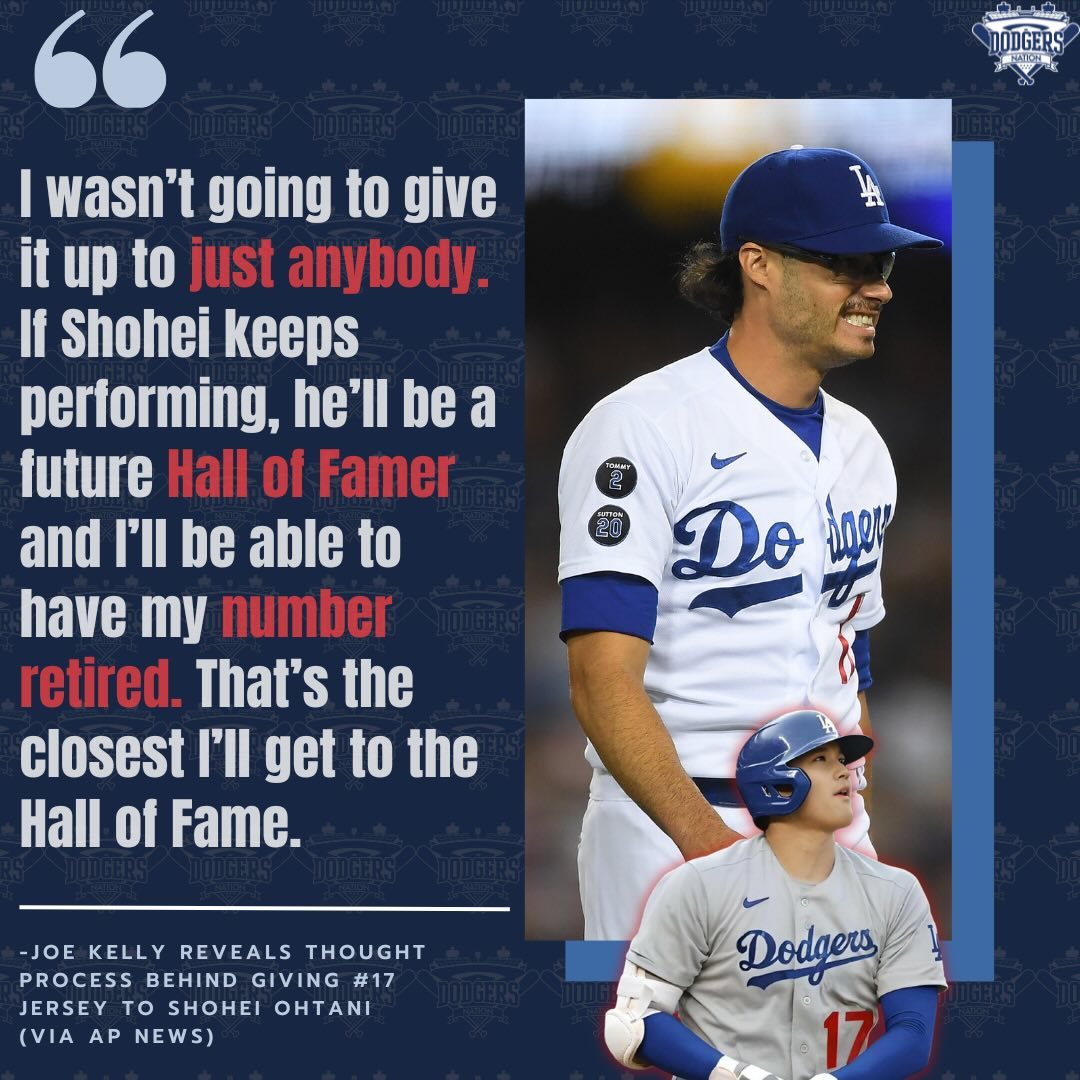 DODGERS
NATION
“
I wasn’t going to give
it up to just anybody.
If Shohei keeps
performing, he’ll be a
future Hall of Famer
and I’ll be able to
have my number
retired. That’s the
closest I’ll get to the
Hall of Fame.
-JOE KELLY REVEALS THOUGHT
PROCESS BEHIND GIVING #17
JERSEY TO SHOHEI OHTANI
(VIA AP NEWS)
LA
TOMMY
2
SUTTON
20
Dodgers
LA
Dodgers
17